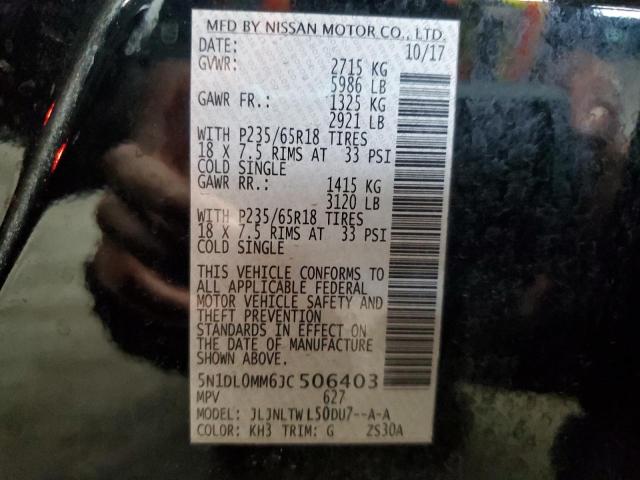 MFD BY NISSAN MOTOR CO., LTD.
DATE: 10/17
GVWR: 2715 KG
5986 LB
GAWR FR.: 1325 KG
2921 LB
WITH P235/65R18 TIRES
18 X 7.5 RIMS AT 33 PSI
COLD SINGLE
GAWR RR.: 1415 KG
3120 LB
WITH P235/65R18 TIRES
18 X 7.5 RIMS AT 33 PSI
COLD SINGLE
THIS VEHICLE CONFORMS TO
ALL APPLICABLE FEDERAL
MOTOR VEHICLE SAFETY AND
THEFT PREVENTION
STANDARDS IN EFFECT ON
THE DATE OF MANUFACTURE
SHOWN ABOVE.
5N1DL0MM6JC506403
MPV 627
MODEL: JLJNLTWL50DU7--A-A
COLOR: KH3 TRIM: G ZS30A